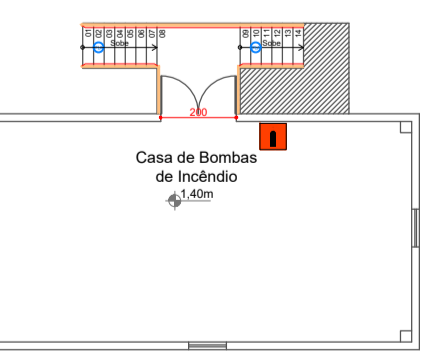 01 02 03 04 05 06 07 08
Sobe
09 10 11 12 13 14
Sobe
200
Casa de Bombas
de Incêndio
1,40m